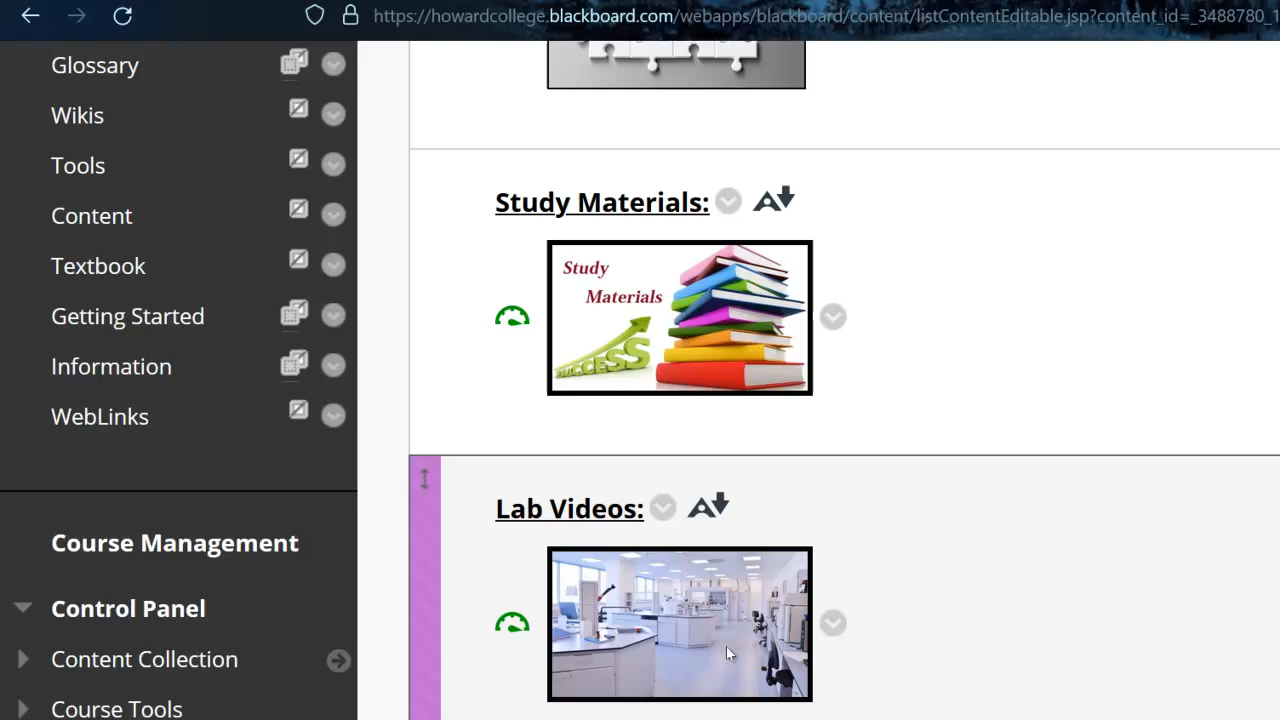 https://howardcollege.blackboard.com/webapps/blackboard/content/listContentEditable.jsp?content_id=_3488780_1
Glossary
Wikis
Tools
Content
Textbook
Getting Started
Information
WebLinks
Course Management
Control Panel
Content Collection
Course Tools
Study Materials:
Study
Materials
SUCCESS
Lab Videos: